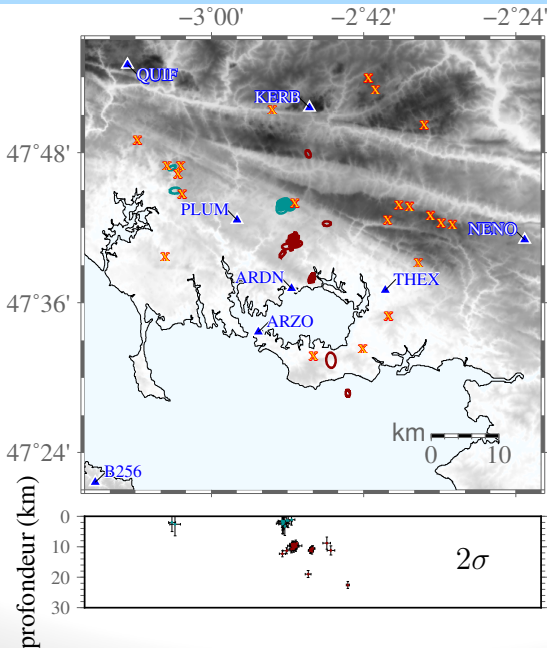 −3˚00' −2˚42' −2˚24'
QUIF
KERB
47˚48'
PLUM
NENO
ARDN
THEX
47˚36'
ARZO
km
0 10
47˚24'
B256
profondeur (km)
0
10
20
30
2σ